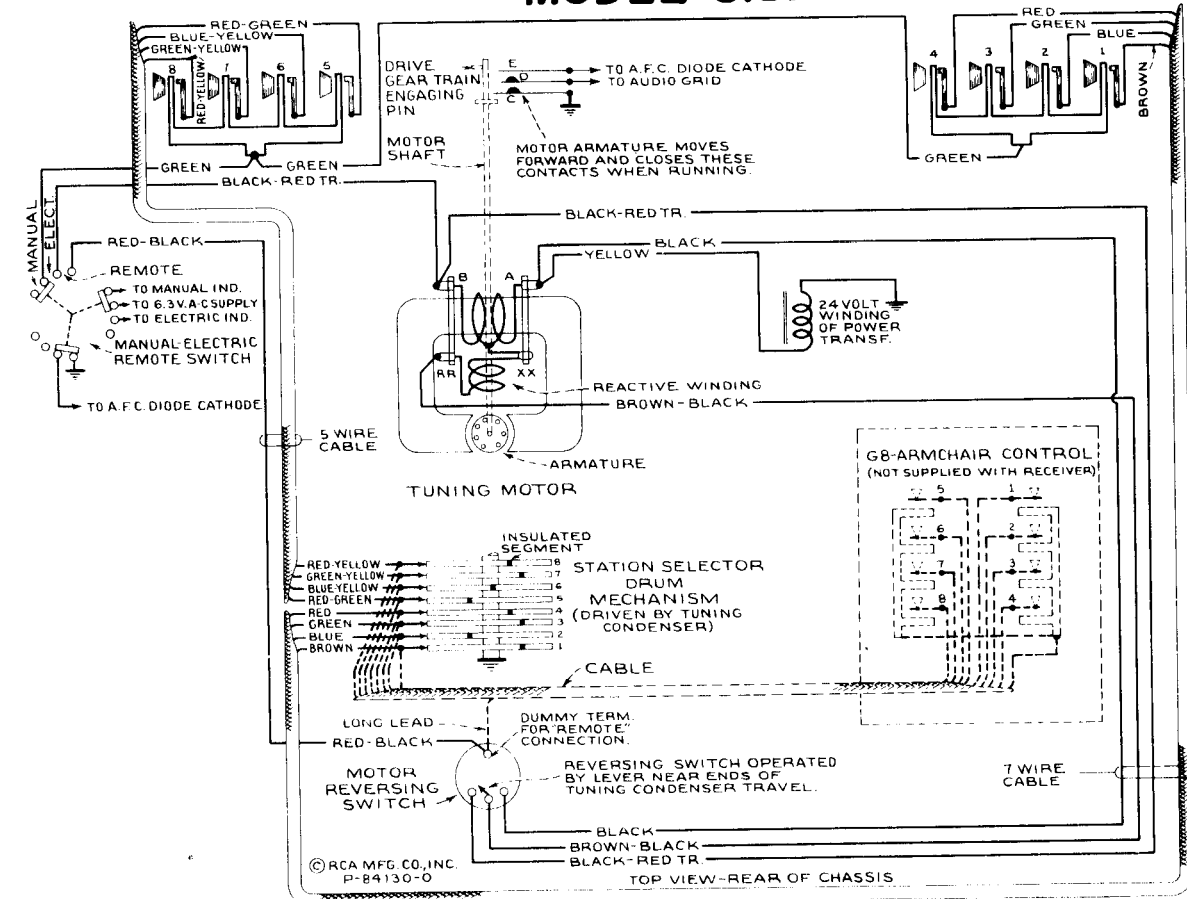 RED-GREEN
BLUE-YELLOW
GREEN-YELLOW
RED-YELLOW
8 7 6 5
GREEN
GREEN
BLACK-RED TR.
DRIVE
GEAR TRAIN
ENGAGING
PIN
MOTOR
SHAFT
E
D
C
TO A.F.C. DIODE CATHODE
TO AUDIO GRID
MOTOR ARMATURE MOVES
FORWARD AND CLOSES THESE
CONTACTS WHEN RUNNING.
RED
GREEN
BLUE
BROWN
4 3 2 1
GREEN
MANUAL
ELECT.
RED-BLACK
REMOTE
TO MANUAL IND.
TO 6.3 V. A-C SUPPLY
TO ELECTRIC IND.
MANUAL-ELECTRIC
REMOTE SWITCH
TO A.F.C. DIODE CATHODE
BLACK-RED TR.
BLACK
YELLOW
B A
RR XX
24 VOLT
WINDING
OF POWER
TRANSF.
REACTIVE WINDING
BROWN-BLACK
5 WIRE
CABLE
ARMATURE
TUNING MOTOR
G8-ARMCHAIR CONTROL
(NOT SUPPLIED WITH RECEIVER)
5 1
6 2
7 3
8 4
INSULATED
SEGMENT
RED-YELLOW 8
GREEN-YELLOW 7
BLUE-YELLOW 6
RED-GREEN 5
RED 4
GREEN 3
BLUE 2
BROWN 1
STATION SELECTOR
DRUM
MECHANISM
(DRIVEN BY TUNING
CONDENSER)
CABLE
LONG LEAD
RED-BLACK
DUMMY TERM.
FOR "REMOTE"
CONNECTION.
MOTOR
REVERSING
SWITCH
REVERSING SWITCH OPERATED
BY LEVER NEAR ENDS OF
TUNING CONDENSER TRAVEL.
7 WIRE
CABLE
BLACK
BROWN-BLACK
BLACK-RED TR.
© RCA MFG. CO., INC.
P-84130-0
TOP VIEW-REAR OF CHASSIS